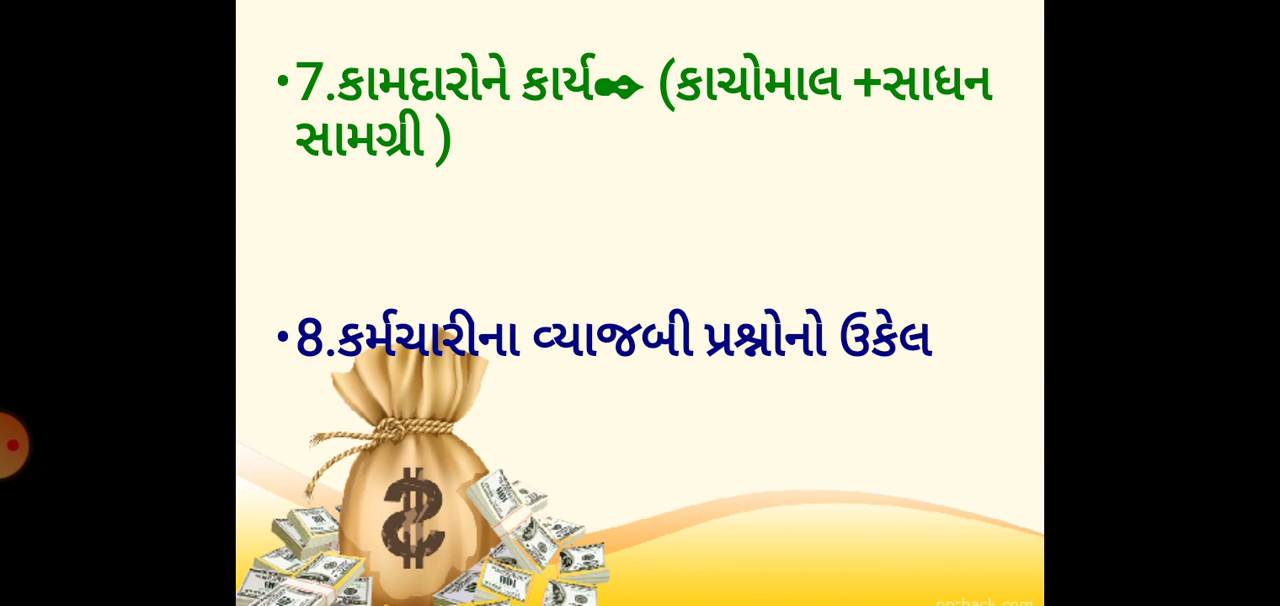 •7.કામદારોને કાર્ય✒ (કાચોમાલ +સાધન
સામગ્રી )
•8.કર્મચારીના વ્યાજબી પ્રશ્નોનો ઉકેલ